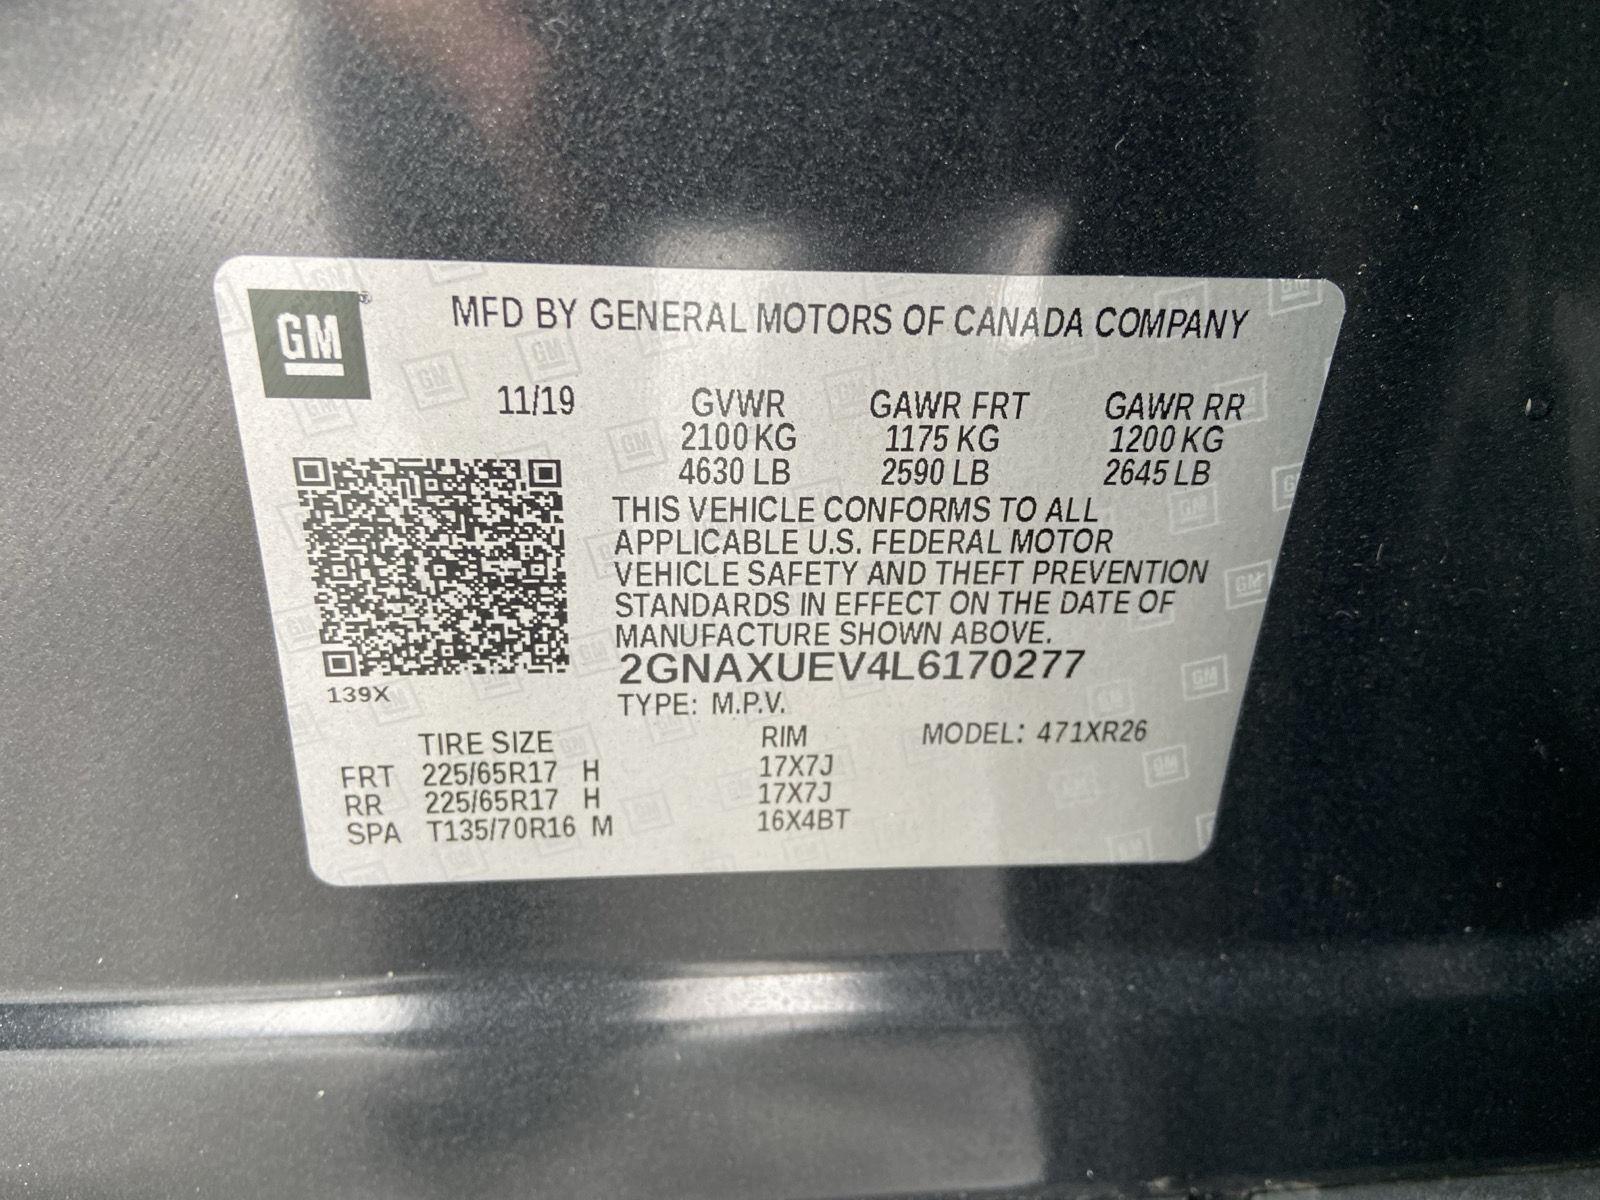 GM®
MFD BY GENERAL MOTORS OF CANADA COMPANY
11/19 GVWR GAWR FRT GAWR RR
2100 KG 1175 KG 1200 KG
4630 LB 2590 LB 2645 LB
THIS VEHICLE CONFORMS TO ALL
APPLICABLE U.S. FEDERAL MOTOR
VEHICLE SAFETY AND THEFT PREVENTION
STANDARDS IN EFFECT ON THE DATE OF
MANUFACTURE SHOWN ABOVE.
2GNAXUEV4L6170277
139X
TYPE: M.P.V.
TIRE SIZE RIM MODEL: 471XR26
FRT 225/65R17 H 17X7J
RR 225/65R17 H 17X7J
SPA T135/70R16 M 16X4BT